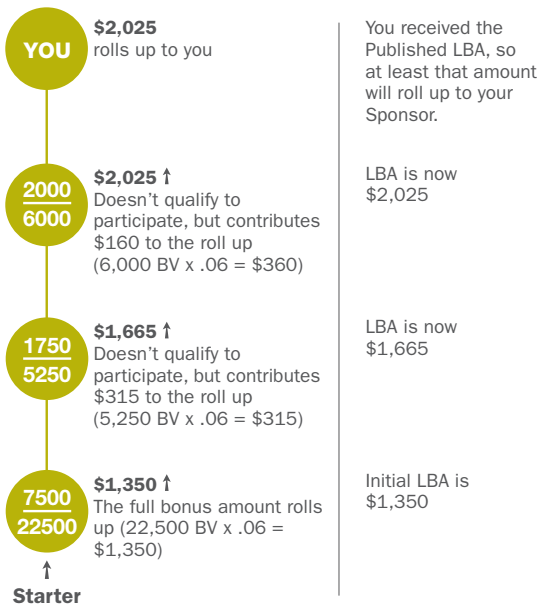 YOU
$2,025
rolls up to you
You received the
Published LBA, so
at least that amount
will roll up to your
Sponsor.
2000
6000
$2,025 ↑
Doesn't qualify to
participate, but contributes
$160 to the roll up
(6,000 BV x .06 = $360)
LBA is now
$2,025
1750
5250
$1,665 ↑
Doesn't qualify to
participate, but contributes
$315 to the roll up
(5,250 BV x .06 = $315)
LBA is now
$1,665
7500
22500
$1,350 ↑
The full bonus amount rolls
up (22,500 BV x .06 =
$1,350)
Initial LBA is
$1,350
↑
Starter